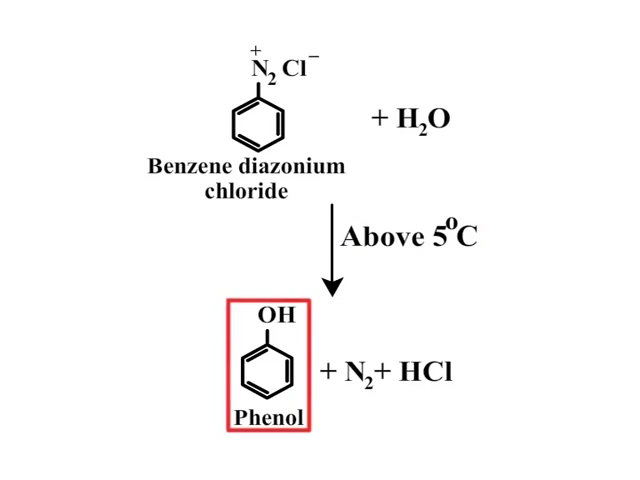 +
N2 Cl−
+ H2O
Benzene diazonium
chloride
Above 5oC
OH
+ N2+ HCl
Phenol